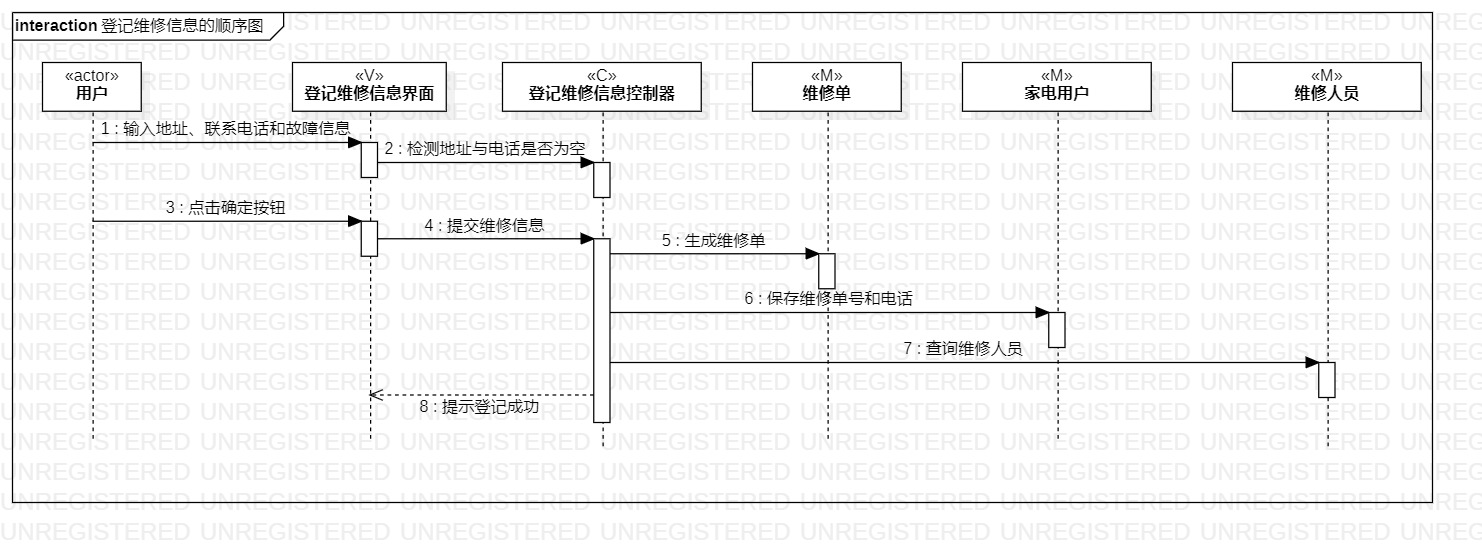 interaction 登记维修信息的顺序图
«actor»
用户
«V»
登记维修信息界面
«C»
登记维修信息控制器
«M»
维修单
«M»
家电用户
«M»
维修人员
1 : 输入地址、联系电话和故障信息
2 : 检测地址与电话是否为空
3 : 点击确定按钮
4 : 提交维修信息
5 : 生成维修单
6 : 保存维修单号和电话
7 : 查询维修人员
8 : 提示登记成功
UNREGISTERED UNREGISTERED UNREGISTERED UNREGISTERED UNREGISTERED UNREGISTERED UNREGISTERED